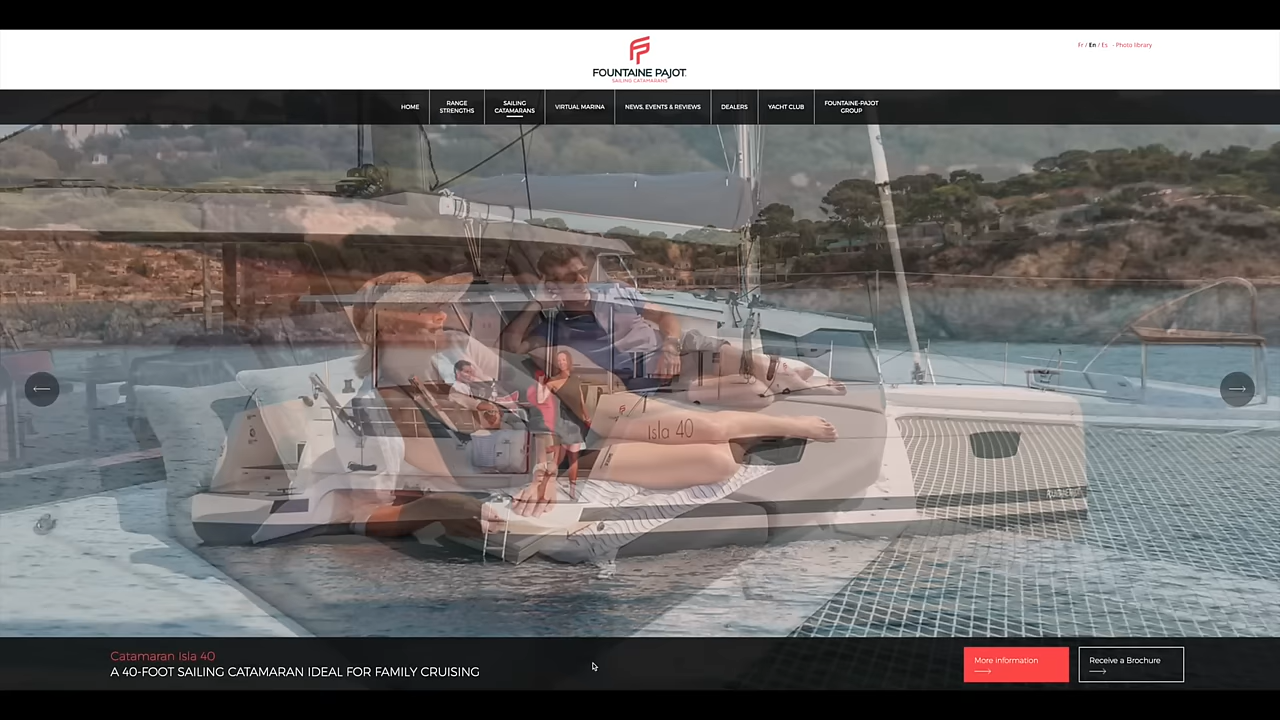 Fr / En / Es - Photo library
FOUNTAINE PAJOT
SAILING CATAMARANS
HOME
RANGE STRENGTHS
SAILING CATAMARANS
VIRTUAL MARINA
NEWS, EVENTS & REVIEWS
DEALERS
YACHT CLUB
FOUNTAINE-PAJOT GROUP
Isla 40
Catamaran Isla 40
A 40-FOOT SAILING CATAMARAN IDEAL FOR FAMILY CRUISING
More information
Receive a Brochure